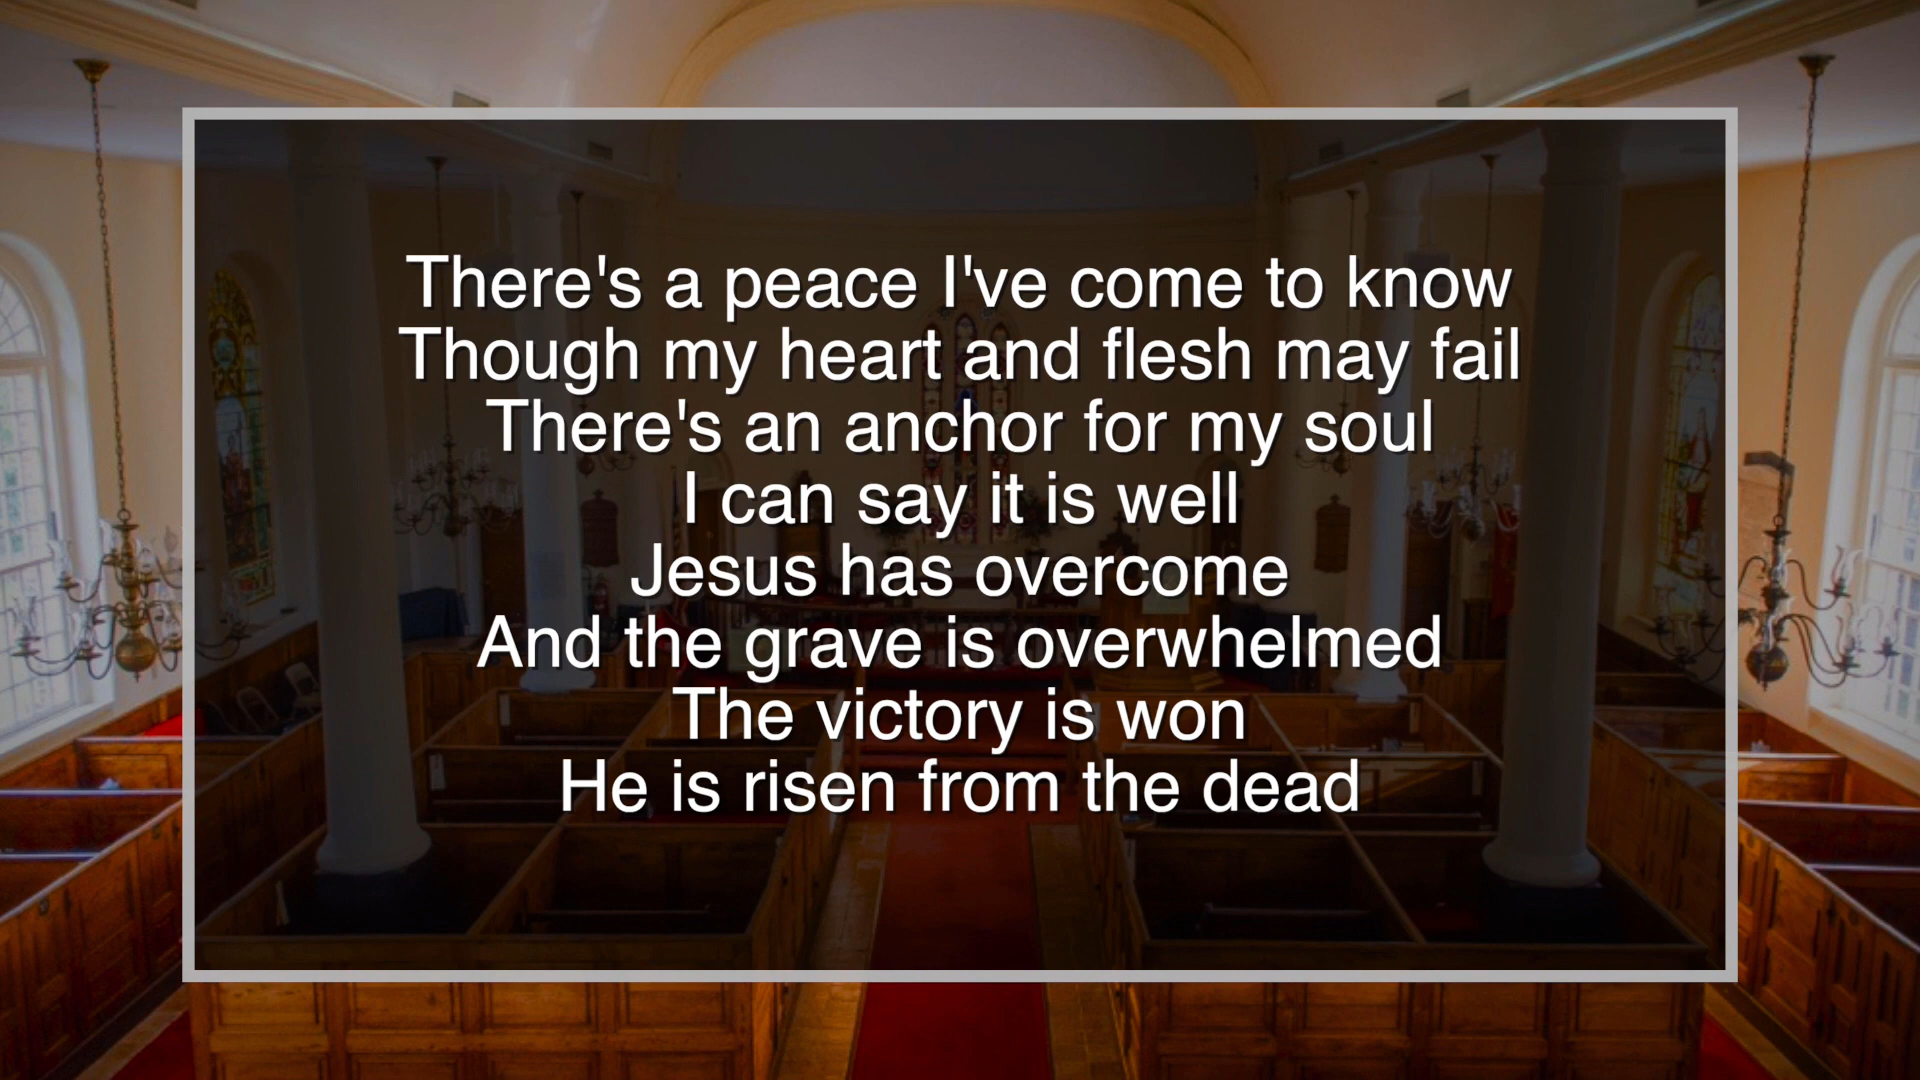 There's a peace I've come to know
Though my heart and flesh may fail
There's an anchor for my soul
I can say it is well
Jesus has overcome
And the grave is overwhelmed
The victory is won
He is risen from the dead